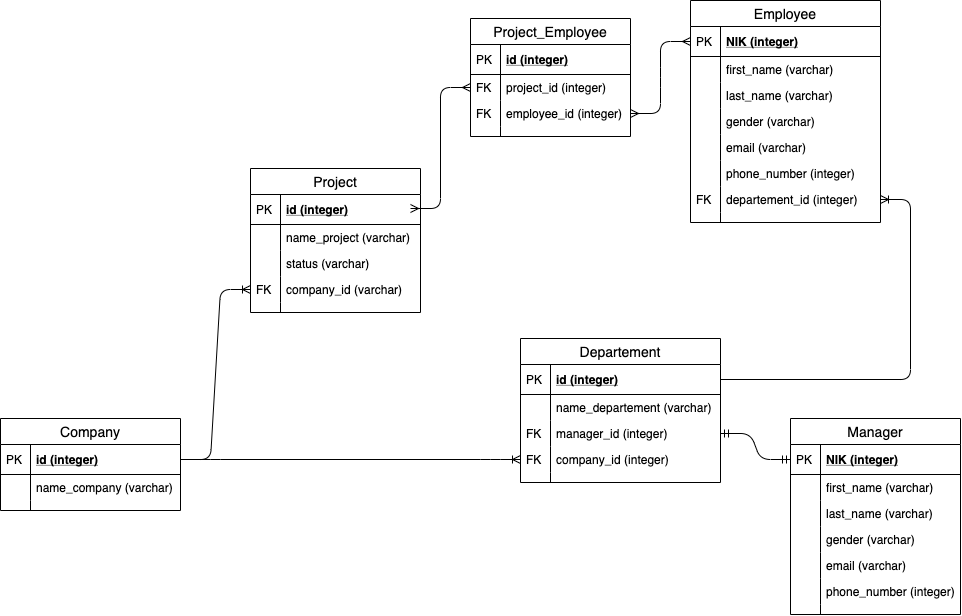 Employee
PK NIK (integer)
first_name (varchar)
last_name (varchar)
gender (varchar)
email (varchar)
phone_number (integer)
FK departement_id (integer)
Project_Employee
PK id (integer)
FK project_id (integer)
FK employee_id (integer)
Project
PK id (integer)
name_project (varchar)
status (varchar)
FK company_id (varchar)
Departement
PK id (integer)
name_departement (varchar)
FK manager_id (integer)
FK company_id (integer)
Company
PK id (integer)
name_company (varchar)
Manager
PK NIK (integer)
first_name (varchar)
last_name (varchar)
gender (varchar)
email (varchar)
phone_number (integer)